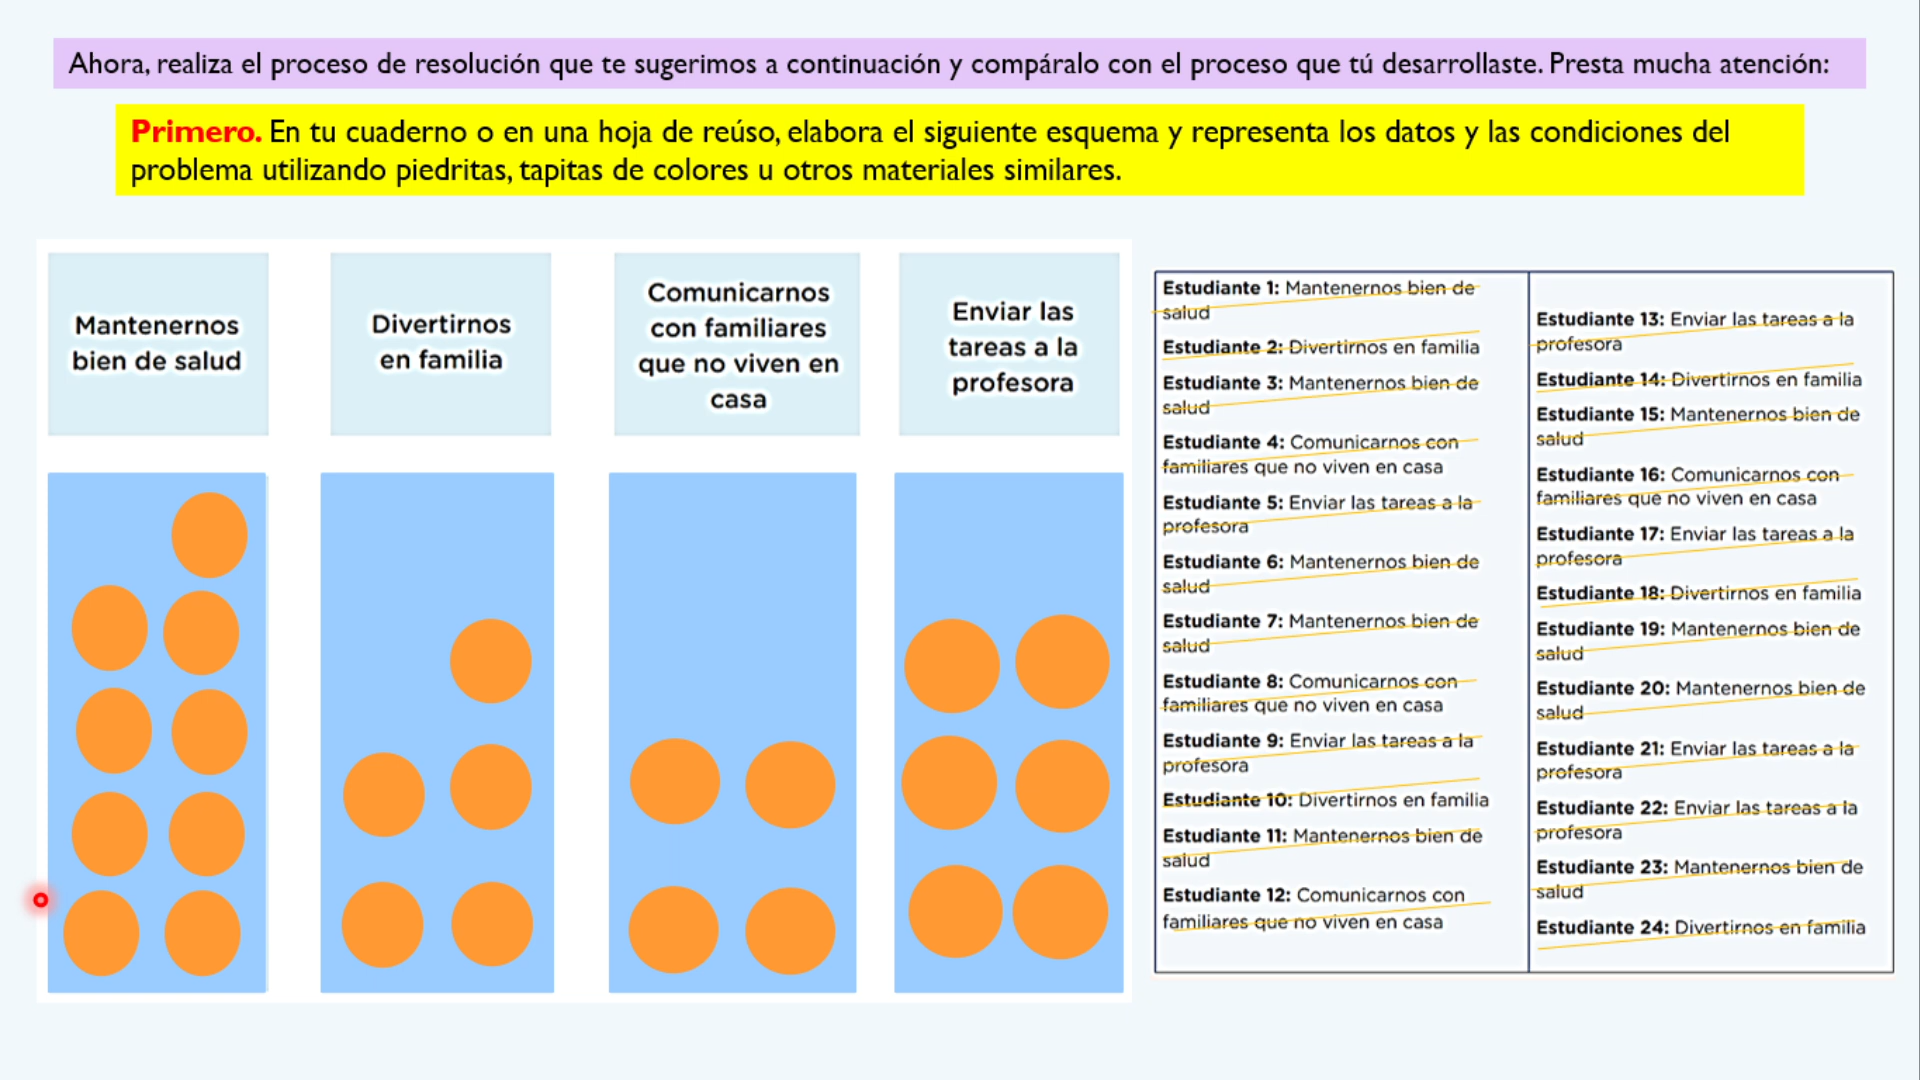 Ahora, realiza el proceso de resolución que te sugerimos a continuación y compáralo con el proceso que tú desarrollaste. Presta mucha atención:
Primero. En tu cuaderno o en una hoja de reúso, elabora el siguiente esquema y representa los datos y las condiciones del
problema utilizando piedritas, tapitas de colores u otros materiales similares.
Mantenernos
bien de salud
Divertirnos
en familia
Comunicarnos
con familiares
que no viven en
casa
Enviar las
tareas a la
profesora
Estudiante 1: Mantenernos bien de
salud
Estudiante 2: Divertirnos en familia
Estudiante 3: Mantenernos bien de
salud
Estudiante 4: Comunicarnos con
familiares que no viven en casa
Estudiante 5: Enviar las tareas a la
profesora
Estudiante 6: Mantenernos bien de
salud
Estudiante 7: Mantenernos bien de
salud
Estudiante 8: Comunicarnos con
familiares que no viven en casa
Estudiante 9: Enviar las tareas a la
profesora
Estudiante 10: Divertirnos en familia
Estudiante 11: Mantenernos bien de
salud
Estudiante 12: Comunicarnos con
familiares que no viven en casa
Estudiante 13: Enviar las tareas a la
profesora
Estudiante 14: Divertirnos en familia
Estudiante 15: Mantenernos bien de
salud
Estudiante 16: Comunicarnos con
familiares que no viven en casa
Estudiante 17: Enviar las tareas a la
profesora
Estudiante 18: Divertirnos en familia
Estudiante 19: Mantenernos bien de
salud
Estudiante 20: Mantenernos bien de
salud
Estudiante 21: Enviar las tareas a la
profesora
Estudiante 22: Enviar las tareas a la
profesora
Estudiante 23: Mantenernos bien de
salud
Estudiante 24: Divertirnos en familia